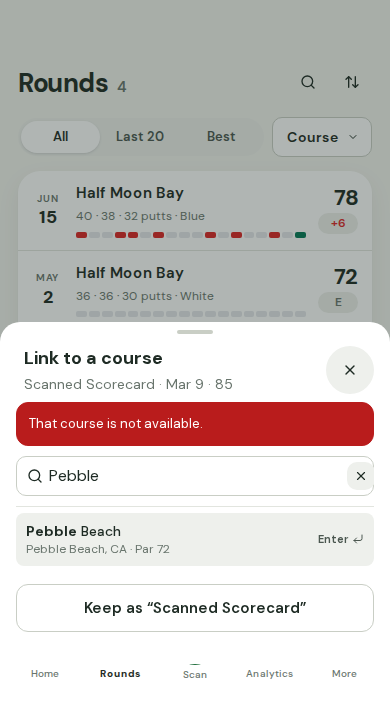 Rounds 4
All Last 20 Best Course
JUN
15
Half Moon Bay
40 · 38 · 32 putts · Blue
78
+6
MAY
2
Half Moon Bay
36 · 36 · 30 putts · White
72
E
Link to a course
Scanned Scorecard · Mar 9 · 85
That course is not available.
Pebble
Pebble Beach
Pebble Beach, CA · Par 72
Enter
Keep as “Scanned Scorecard”
Home Rounds Scan Analytics More